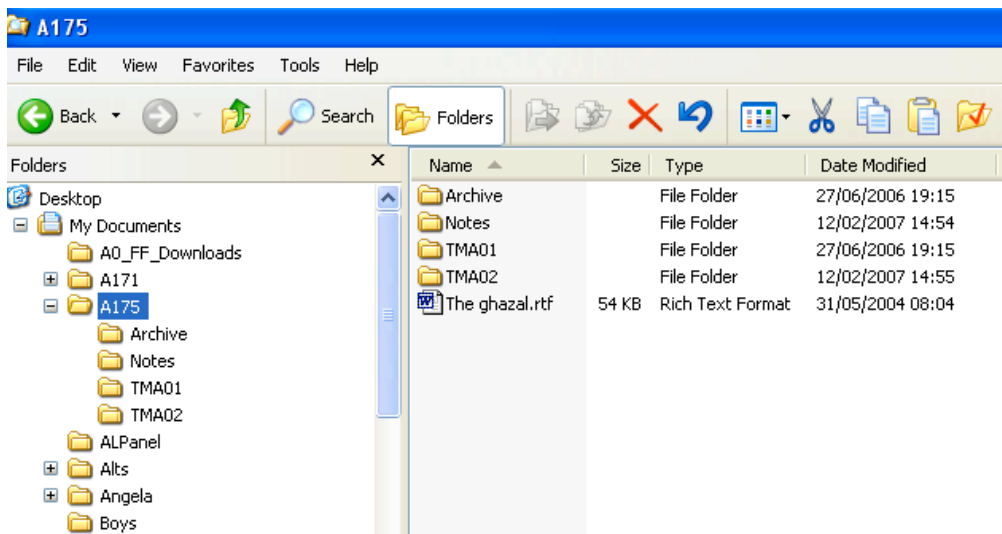 A175
File Edit View Favorites Tools Help
Back Search Folders
Folders
Desktop
My Documents
A0_FF_Downloads
A171
A175
Archive
Notes
TMA01
TMA02
ALPanel
Alts
Angela
Boys
Name Size Type Date Modified
Archive File Folder 27/06/2006 19:15
Notes File Folder 12/02/2007 14:54
TMA01 File Folder 27/06/2006 19:15
TMA02 File Folder 12/02/2007 14:55
The ghazal.rtf 54 KB Rich Text Format 31/05/2004 08:04